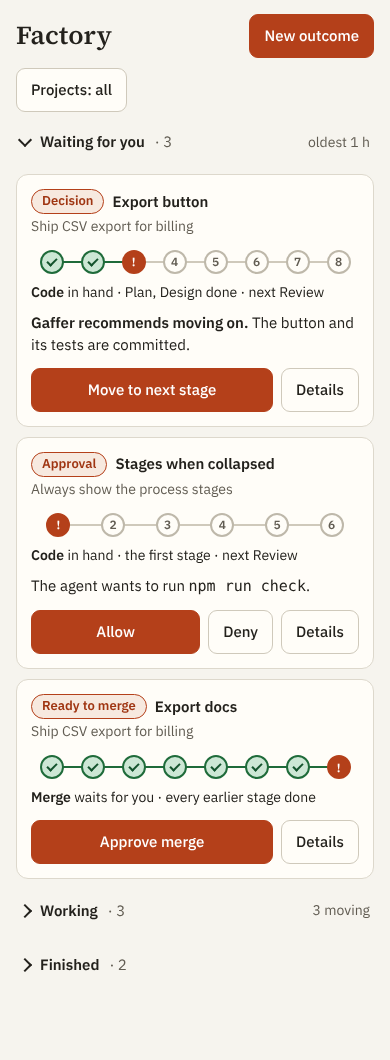 Factory
New outcome
Projects: all
Waiting for you · 3
oldest 1 h
Decision Export button
Ship CSV export for billing
! 4 5 6 7 8
Code in hand · Plan, Design done · next Review
Gaffer recommends moving on. The button and
its tests are committed.
Move to next stage
Details
Approval Stages when collapsed
Always show the process stages
! 2 3 4 5 6
Code in hand · the first stage · next Review
The agent wants to run npm run check.
Allow
Deny
Details
Ready to merge Export docs
Ship CSV export for billing
!
Merge waits for you · every earlier stage done
Approve merge
Details
Working · 3
3 moving
Finished · 2